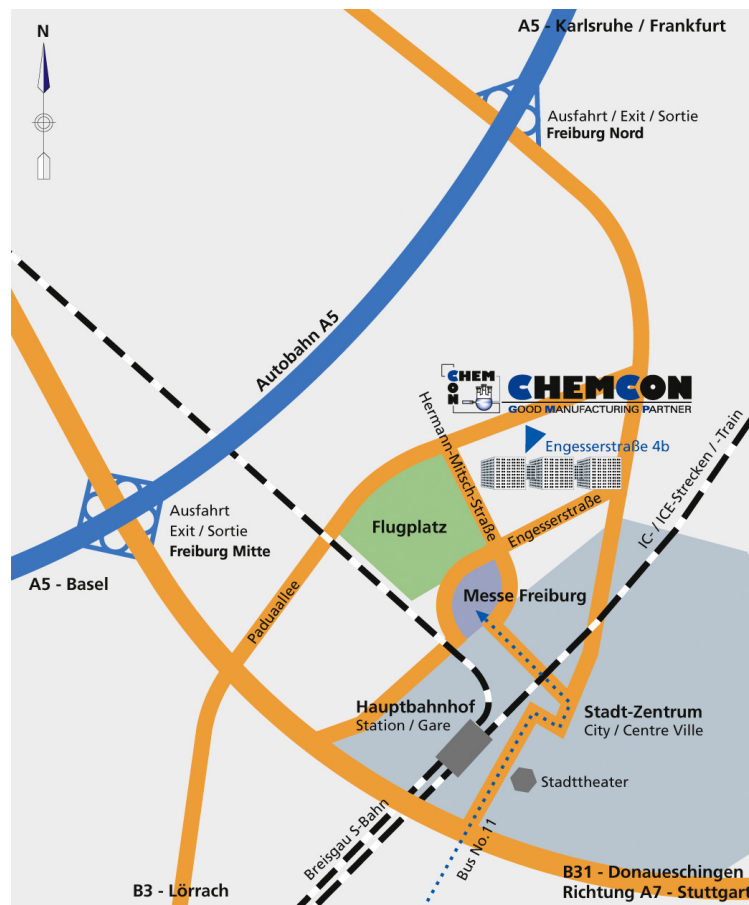 A5 - Karlsruhe / Frankfurt
N
Ausfahrt / Exit / Sortie
Freiburg Nord
Autobahn A5
CHEM
CON
CHEMCON
GOOD MANUFACTURING PARTNER
Hermann-Mitsch-Straße
Engesserstraße 4b
IC- / ICE-Strecken / -Train
Ausfahrt
Exit / Sortie
Freiburg Mitte
Flugplatz
Engesserstraße
A5 - Basel
Paduaallee
Messe Freiburg
Hauptbahnhof
Station / Gare
Stadt-Zentrum
City / Centre Ville
Stadttheater
Breisgau S-Bahn
Bus No. 11
B3 - Lörrach
B31 - Donaueschingen
Richtung A7 - Stuttgart